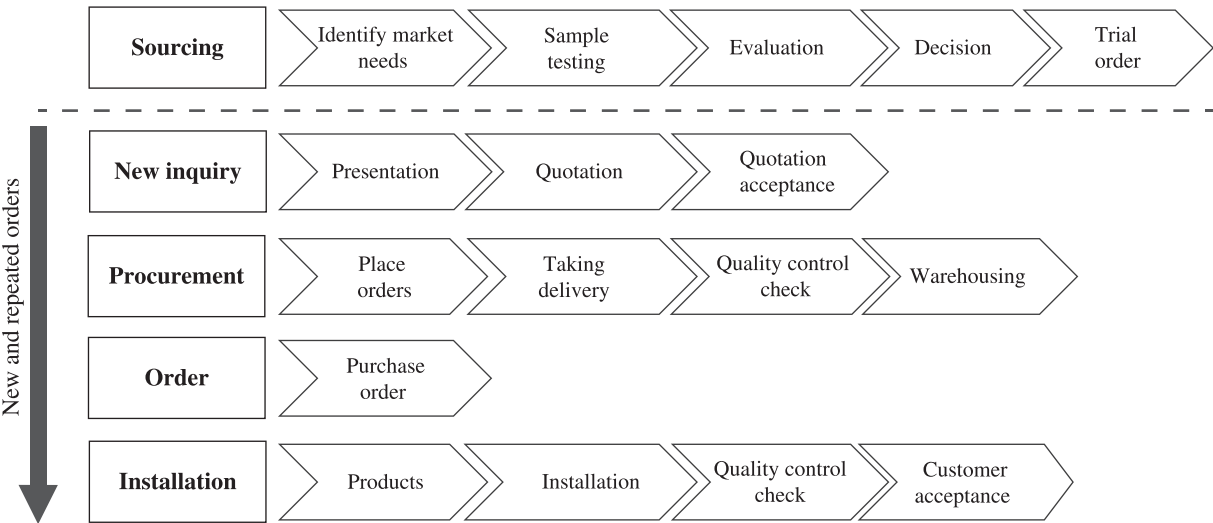 Sourcing
Identify market
needs
Sample
testing
Evaluation
Decision
Trial
order
New and repeated orders
New inquiry
Presentation
Quotation
Quotation
acceptance
Procurement
Place
orders
Taking
delivery
Quality control
check
Warehousing
Order
Purchase
order
Installation
Products
Installation
Quality control
check
Customer
acceptance